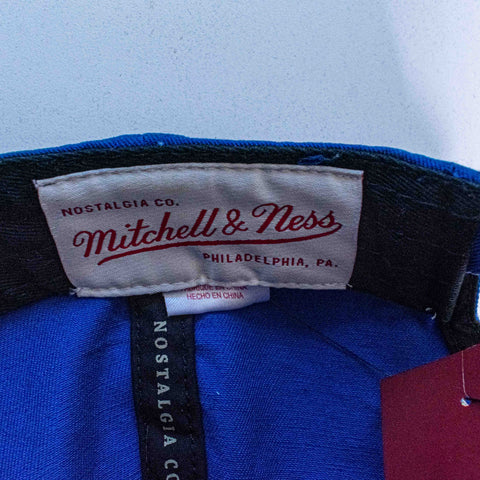 NOSTALGIA CO.
Mitchell & Ness
PHILADELPHIA, PA.
HECHO EN CHINA
NOSTALGIA CO